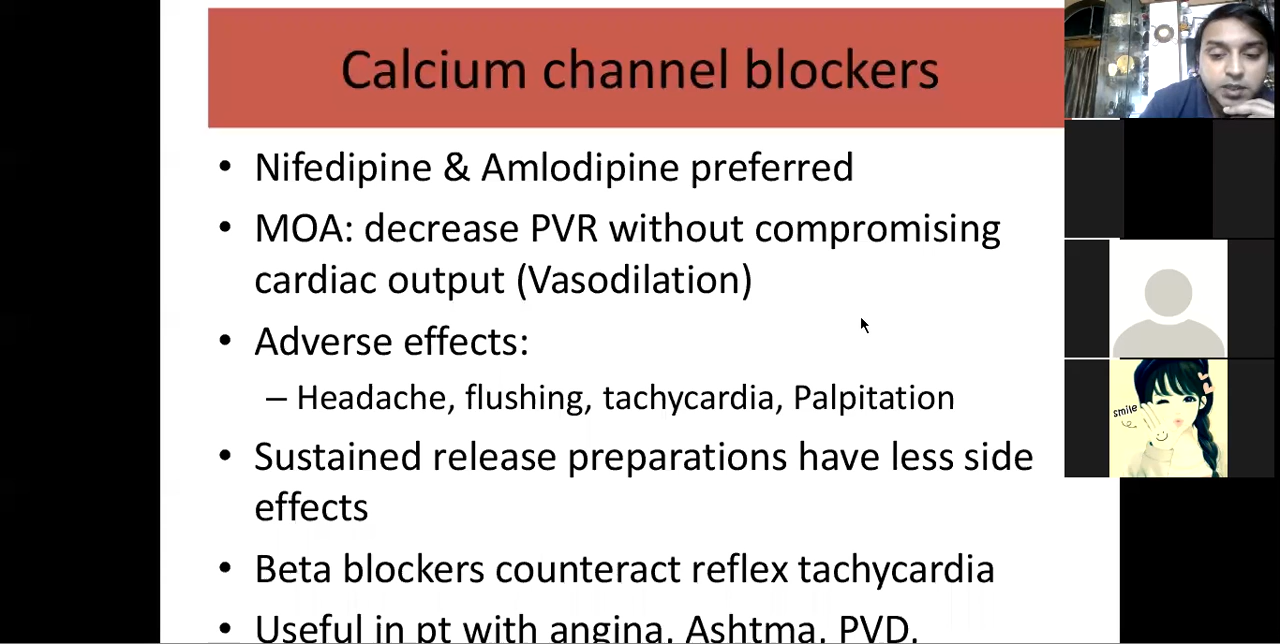 Calcium channel blockers
• Nifedipine & Amlodipine preferred
• MOA: decrease PVR without compromising
cardiac output (Vasodilation)
• Adverse effects:
– Headache, flushing, tachycardia, Palpitation
• Sustained release preparations have less side
effects
• Beta blockers counteract reflex tachycardia
• Useful in pt with angina, Ashtma, PVD,
smile